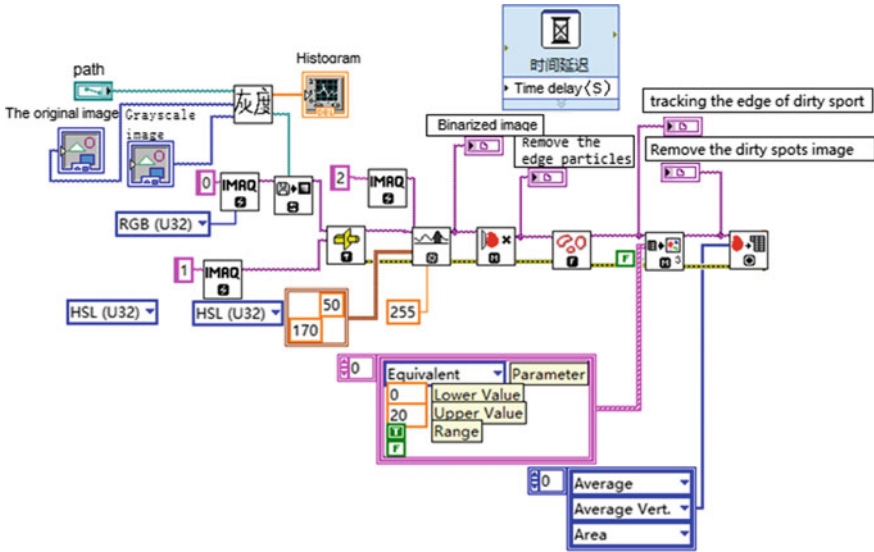 时间延迟
Time delay(S)
Histogram
path
灰度
The original image
Grayscale
image
tracking the edge of dirty sport
Binarized image
Remove the
edge particles
Remove the dirty spots image
0
IMAQ
2
IMAQ
RGB (U32)
1
IMAQ
F
3
HSL (U32)
HSL (U32)
50
170
255
0
Equivalent
Parameter
0
Lower Value
20
Upper Value
T
Range
F
0
Average
Average Vert.
Area